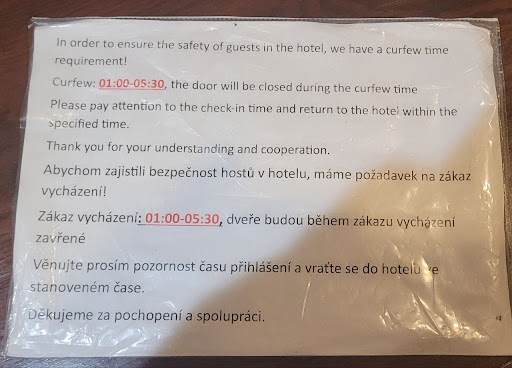 In order to ensure the safety of guests in the hotel, we have a curfew time
requirement!
Curfew: 01:00-05:30, the door will be closed during the curfew time
Please pay attention to the check-in time and return to the hotel within the
specified time.
Thank you for your understanding and cooperation.
Abychom zajistili bezpečnost hostů v hotelu, máme požadavek na zákaz
vycházení!
Zákaz vycházení: 01:00-05:30, dveře budou během zákazu vycházení
zavřené
Věnujte prosím pozornost času přihlášení a vraťte se do hotelu ve
stanoveném čase.
Děkujeme za pochopení a spolupráci.